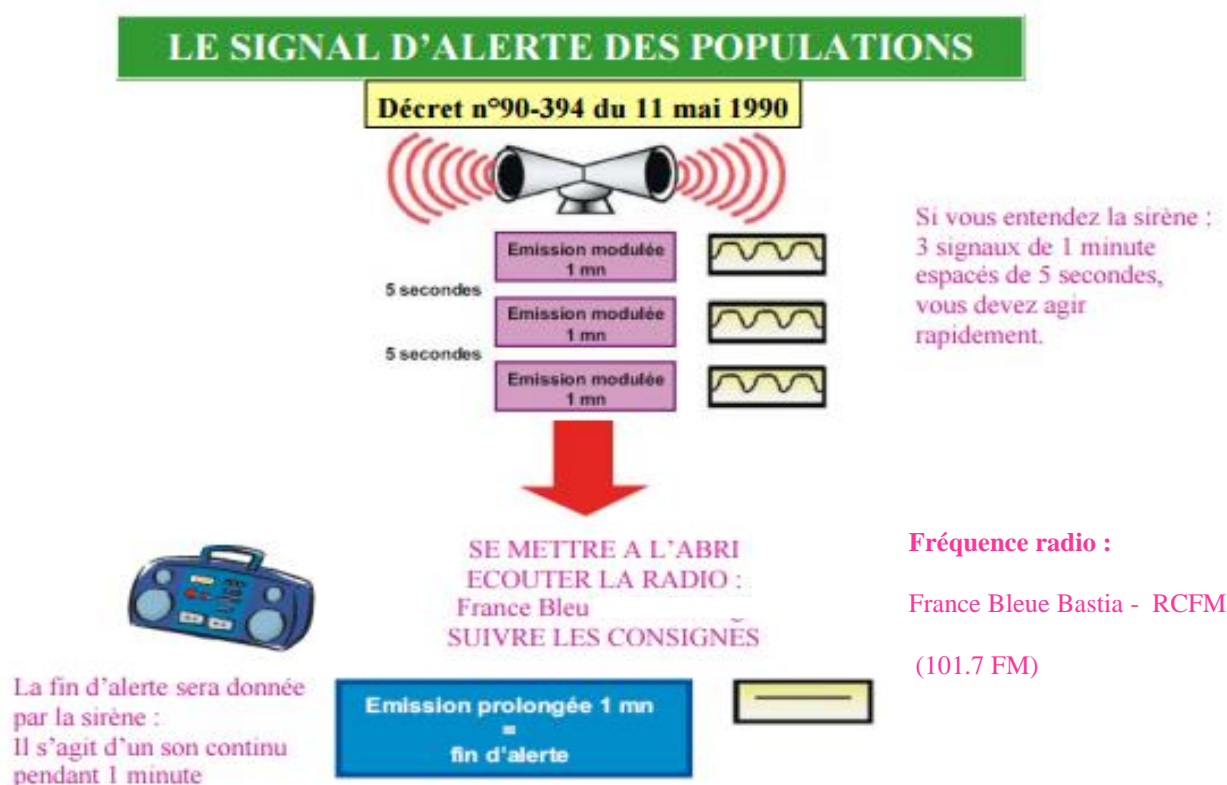 LE SIGNAL D'ALERTE DES POPULATIONS
Décret n°90-394 du 11 mai 1990
Si vous entendez la sirène :
3 signaux de 1 minute
espacés de 5 secondes,
vous devez agir
rapidement.
Emission modulée
1 mn
5 secondes
Emission modulée
1 mn
5 secondes
Emission modulée
1 mn
SE METTRE A L'ABRI
ECOUTER LA RADIO :
France Bleu
SUIVRE LES CONSIGNES
Fréquence radio :
France Bleue Bastia - RCFM
(101.7 FM)
La fin d'alerte sera donnée
par la sirène :
Il s'agit d'un son continu
pendant 1 minute
Emission prolongée 1 mn
=
fin d'alerte